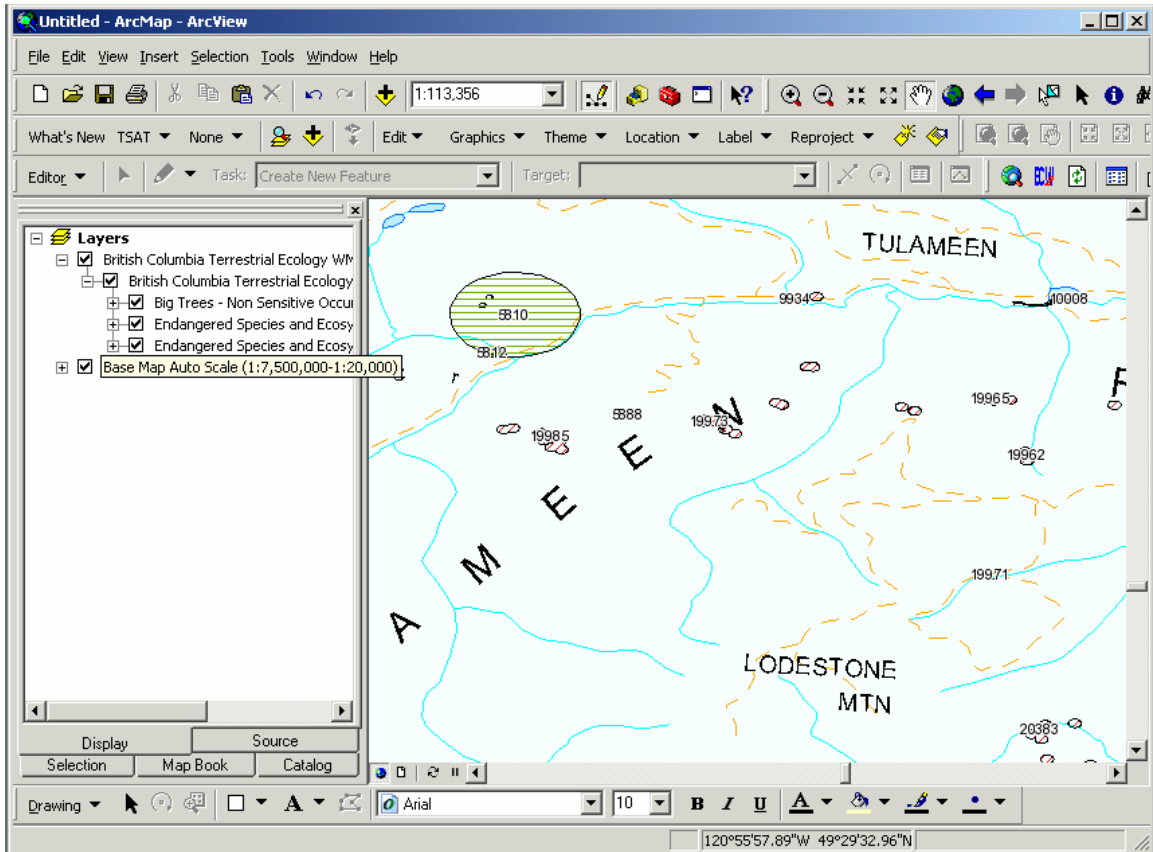 Untitled - ArcMap - ArcView
File Edit View Insert Selection Tools Window Help
1:113,356
What's New TSAT None Edit Graphics Theme Location Label Reproject
Editor Task: Create New Feature Target: ECW
Layers
British Columbia Terrestrial Ecology WM
British Columbia Terrestrial Ecology
Big Trees - Non Sensitive Occur
Endangered Species and Ecosy
Endangered Species and Ecosy
Base Map Auto Scale (1:7,500,000-1:20,000)
TULAMEEN
9934
10008
r
19965
19985
19973
19962
A M E E N
19971
LODESTONE
MTN
20383
Display Source
Selection Map Book Catalog
Drawing A Arial 10 B I U A
120°55'57.89"W 49°29'32.96"N